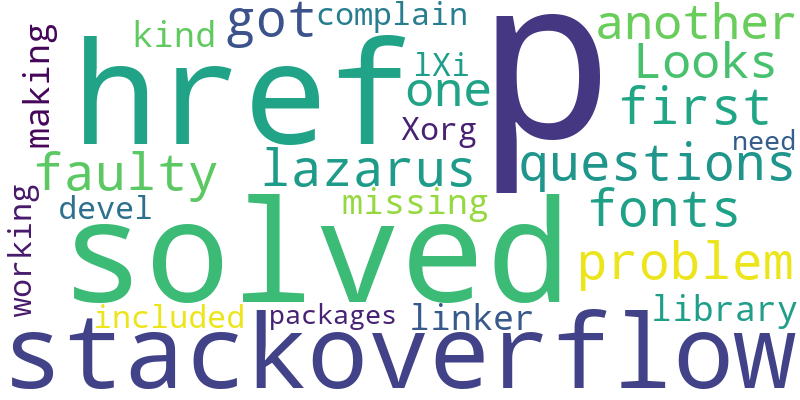 got
complain
p
another
kind
href
Looks
making
lXi
one
first
Xorg
need
faulty
lazarus
questions
working
devel
missing
fonts
solved
problem
included
packages
linker
library
stackoverflow